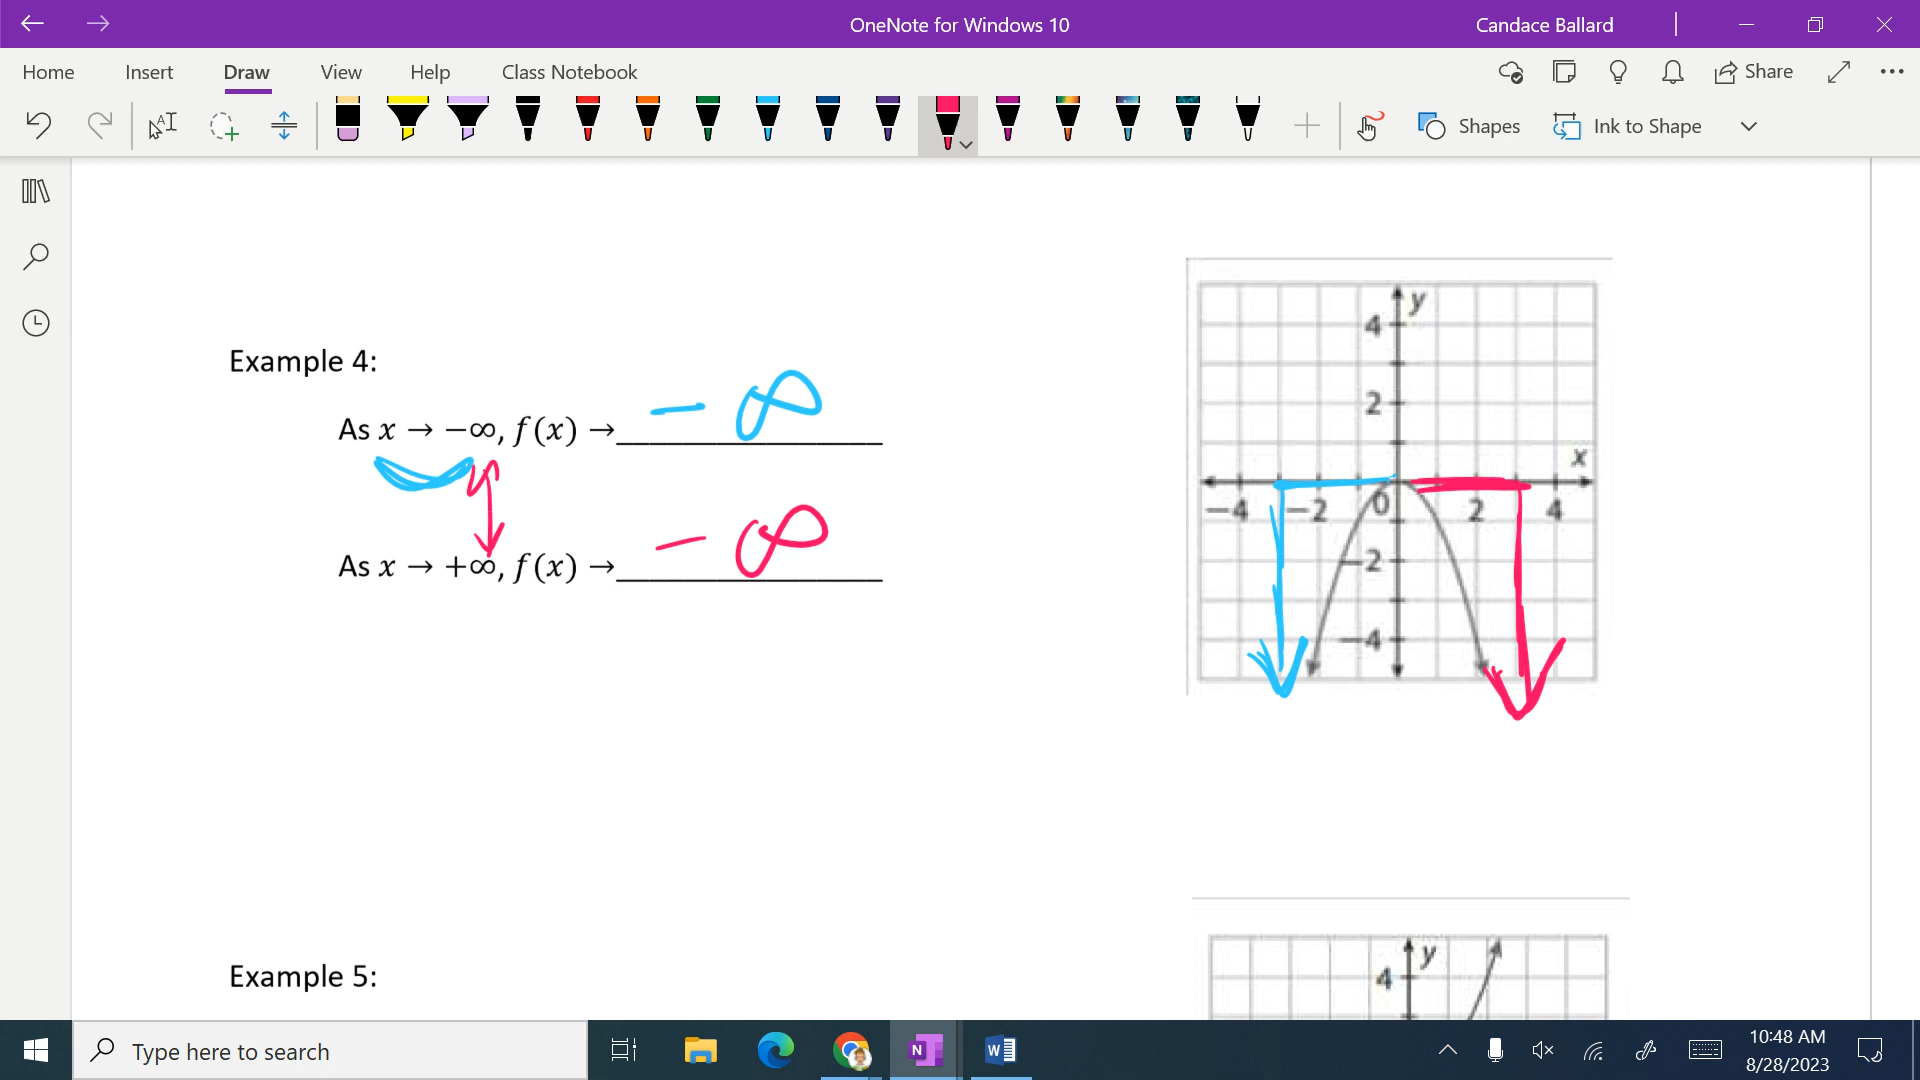 OneNote for Windows 10
Candace Ballard
Home Insert Draw View Help Class Notebook
Share
Shapes
Ink to Shape
Example 4:
As x → −∞, f(x) → − ∞
As x → +∞, f(x) → − ∞
y
4
2
x
−4 −2 0 2 4
−2
−4
Example 5:
y
4
Type here to search
10:48 AM
8/28/2023